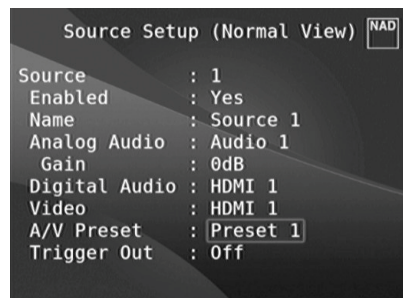 Source Setup (Normal View) NAD
Source : 1
Enabled : Yes
Name : Source 1
Analog Audio : Audio 1
Gain : 0dB
Digital Audio : HDMI 1
Video : HDMI 1
A/V Preset : Preset 1
Trigger Out : Off